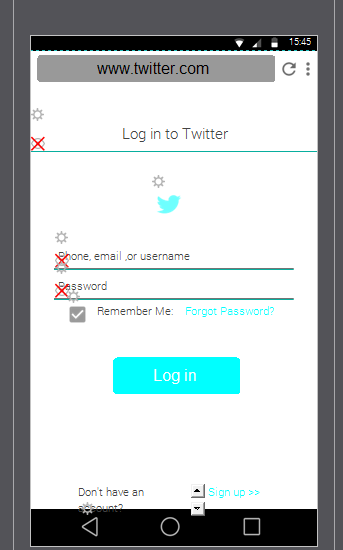 15:45
www.twitter.com
Log in to Twitter
Phone, email ,or username
Password
Remember Me: Forgot Password?
Log in
Don't have an Sign up >>
account?